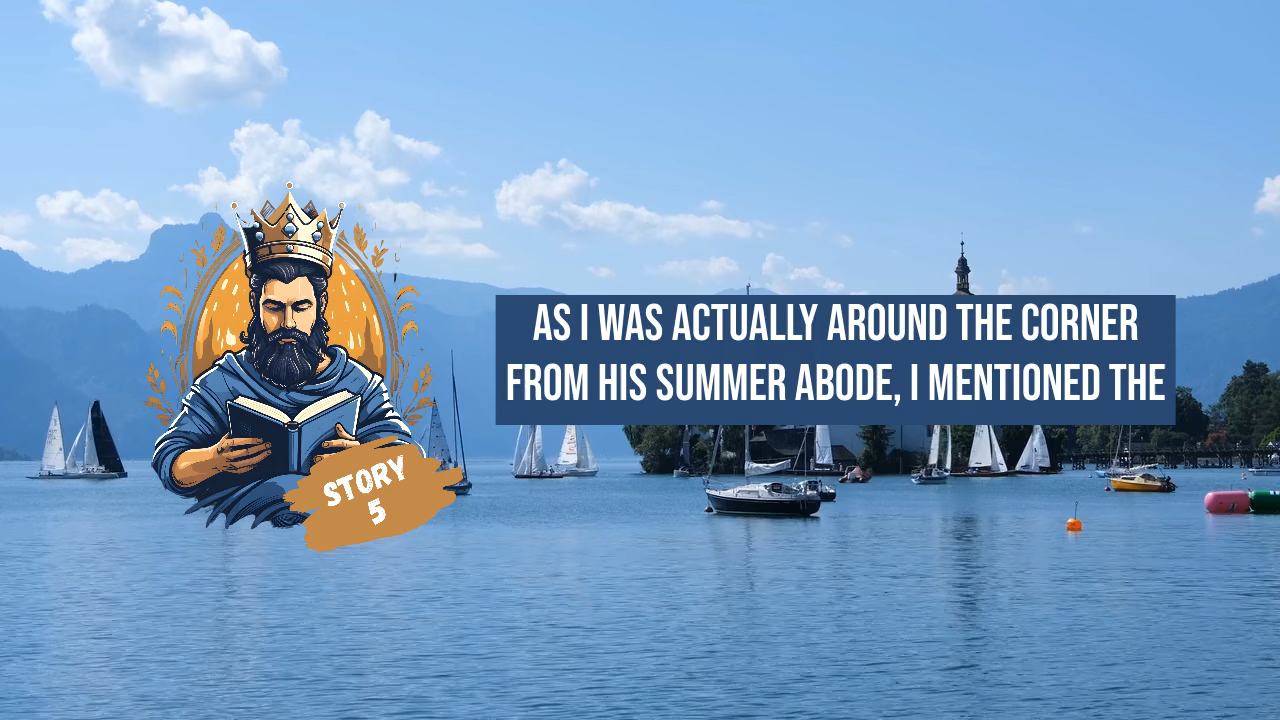 STORY
5
AS I WAS ACTUALLY AROUND THE CORNER
FROM HIS SUMMER ABODE, I MENTIONED THE